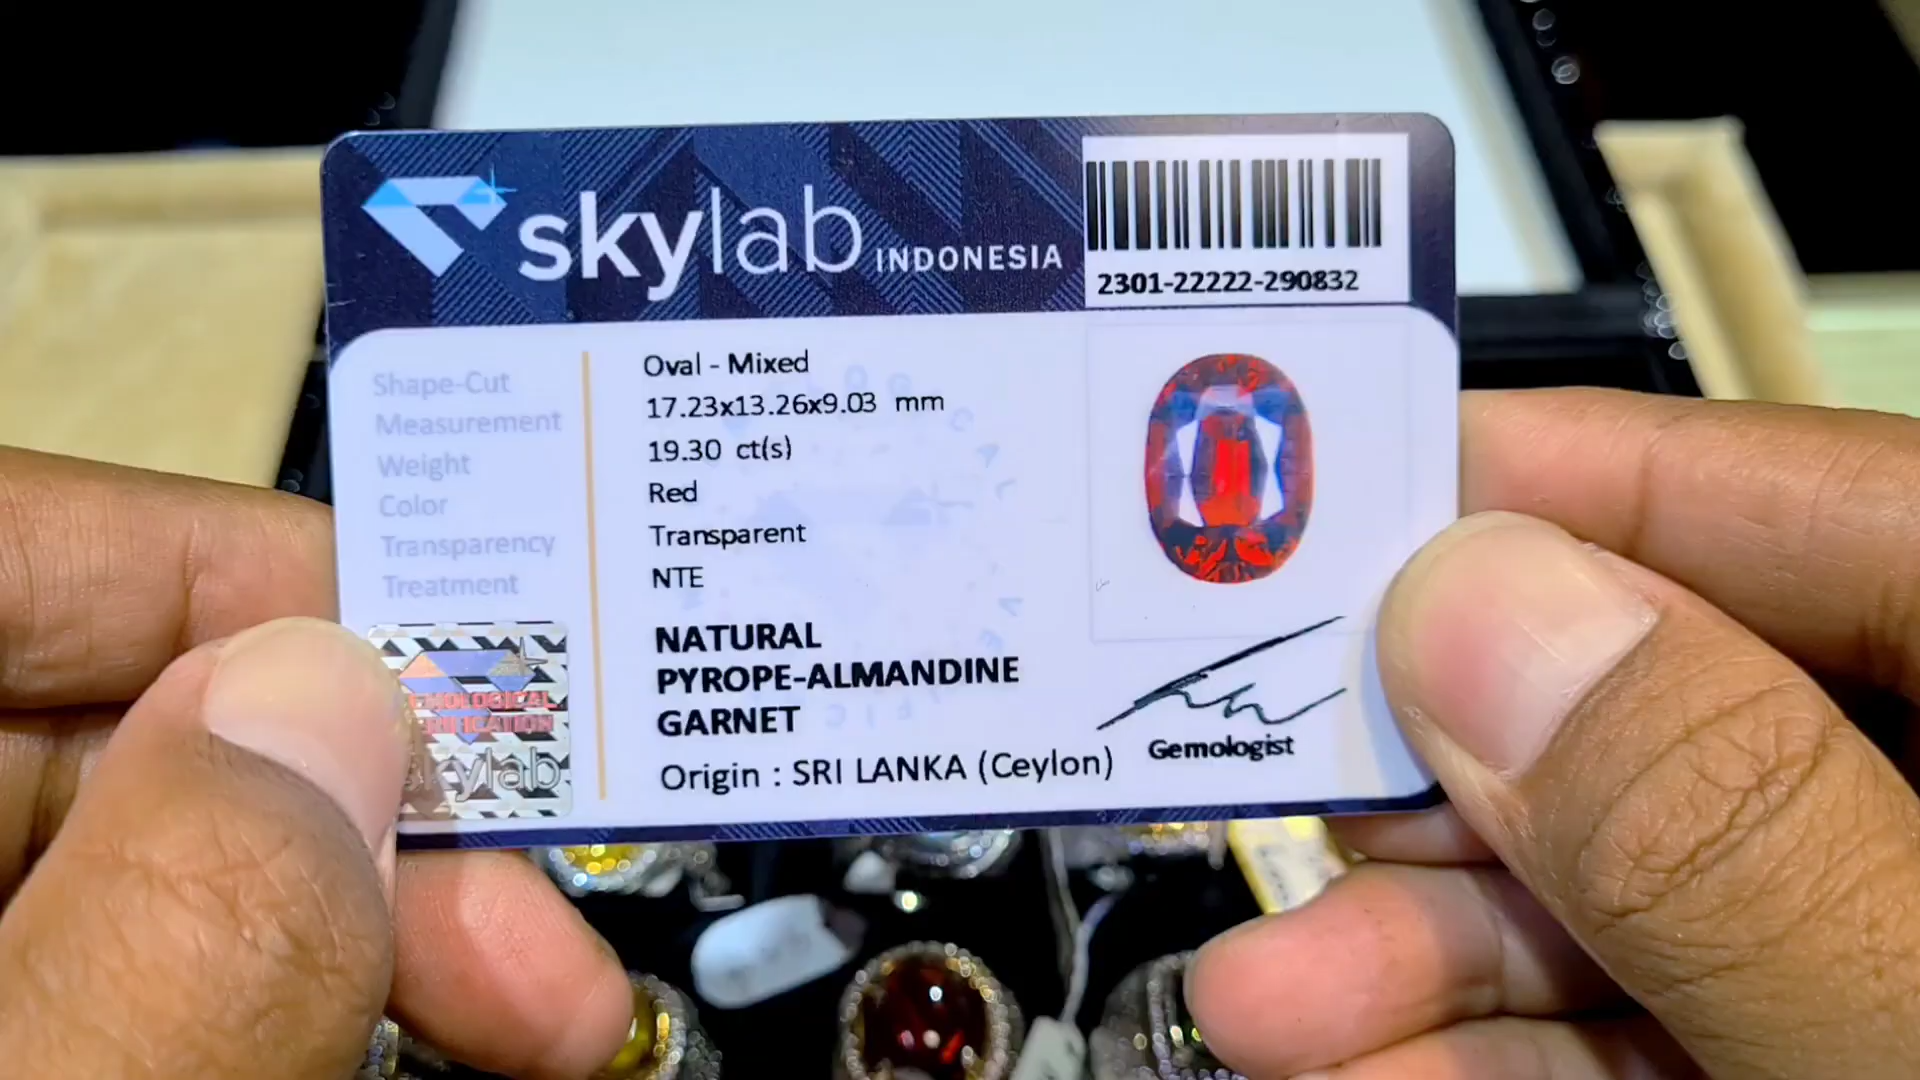 skylab INDONESIA
2301-22222-290832
Shape-Cut Oval - Mixed
Measurement 17.23x13.26x9.03 mm
Weight 19.30 ct(s)
Color Red
Transparency Transparent
Treatment NTE
NATURAL
PYROPE-ALMANDINE
GARNET
Origin : SRI LANKA (Ceylon)
Gemologist
skylab